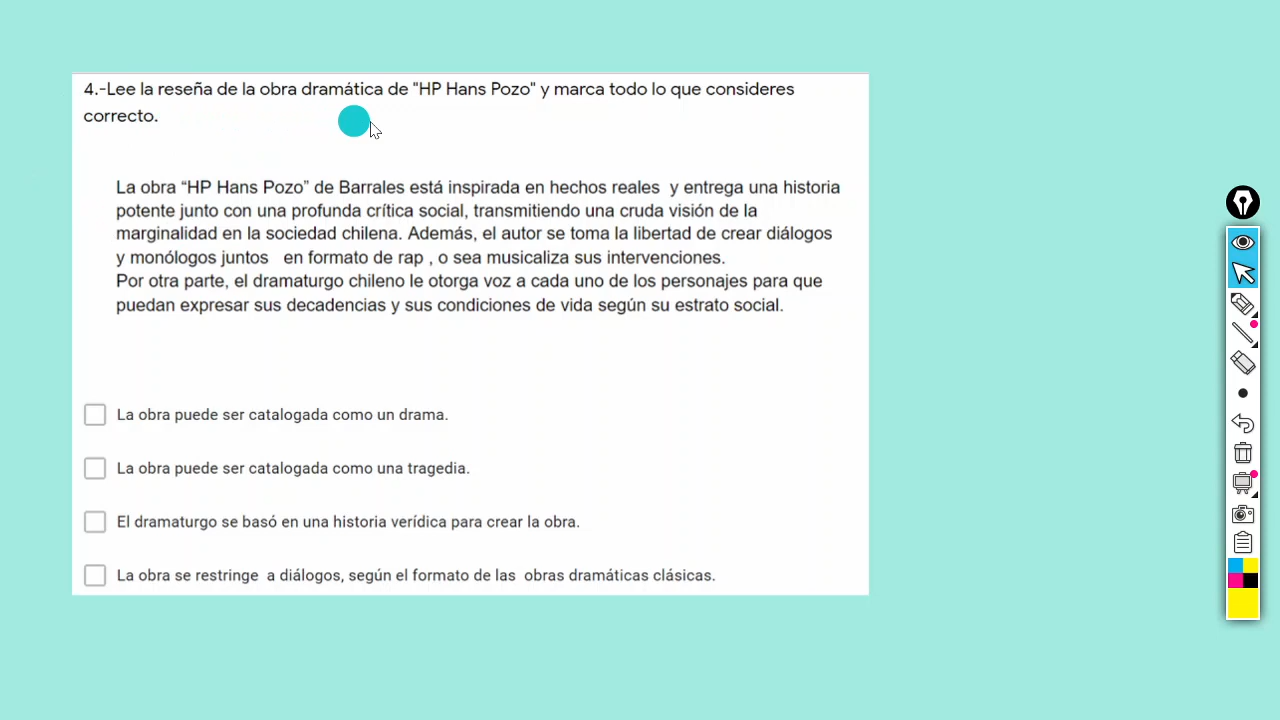 4.-Lee la reseña de la obra dramática de "HP Hans Pozo" y marca todo lo que consideres
correcto.
La obra “HP Hans Pozo” de Barrales está inspirada en hechos reales y entrega una historia
potente junto con una profunda crítica social, transmitiendo una cruda visión de la
marginalidad en la sociedad chilena. Además, el autor se toma la libertad de crear diálogos
y monólogos juntos en formato de rap , o sea musicaliza sus intervenciones.
Por otra parte, el dramaturgo chileno le otorga voz a cada uno de los personajes para que
puedan expresar sus decadencias y sus condiciones de vida según su estrato social.
La obra puede ser catalogada como un drama.
La obra puede ser catalogada como una tragedia.
El dramaturgo se basó en una historia verídica para crear la obra.
La obra se restringe a diálogos, según el formato de las obras dramáticas clásicas.